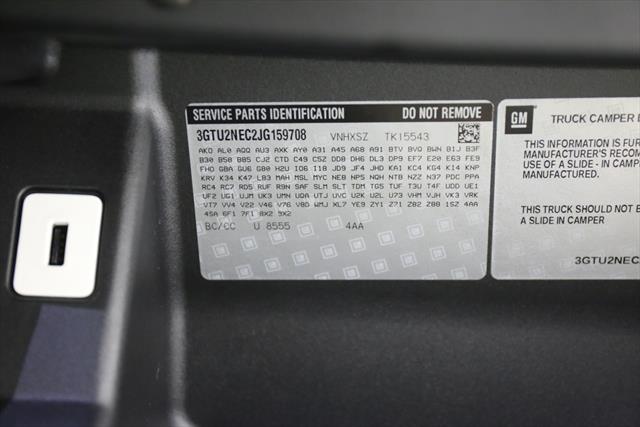 SERVICE PARTS IDENTIFICATION DO NOT REMOVE
3GTU2NEC2JG159708 VNHXSZ TK15543
AKO AL0 AQQ AU3 AXK AY0 A31 A45 A68 A91 BTV BVQ BWN B1J B3F
B30 B58 B85 CJ2 CTD C49 C5Z DD8 DH6 DL3 DP9 EF7 E20 E63 FE9
FHO GBA GU6 G80 H2U IO6 I18 JD9 JF4 JHD KA1 KC4 KG4 K14 KNP
KRV K34 K47 LB3 MAH MSL MYC NE8 NPS NQH NTB NZZ N37 PDC PPA
RC4 RC7 RD5 RUF R9N SAF SLM SLT TDM TG5 TUF T3U T4F UDD UE1
UF2 UG1 UJM UK3 UMN UQA UTJ UVC U2K U2L U73 VHM VJH VK3 VRK
VT7 VV4 V22 V46 V76 V8D WMJ XL7 YE9 ZY1 Z71 Z82 Z88 1SZ 4AA
4SA 6F1 7F1 8X2 9X2
BC/CC U 8555 4AA
GM TRUCK CAMPER
THIS INFORMATION IS
MANUFACTURER'S
USE OF A SLIDE - IN
MANUFACTURED.
THIS TRUCK SHOULD NOT
A SLIDE IN CAMPER